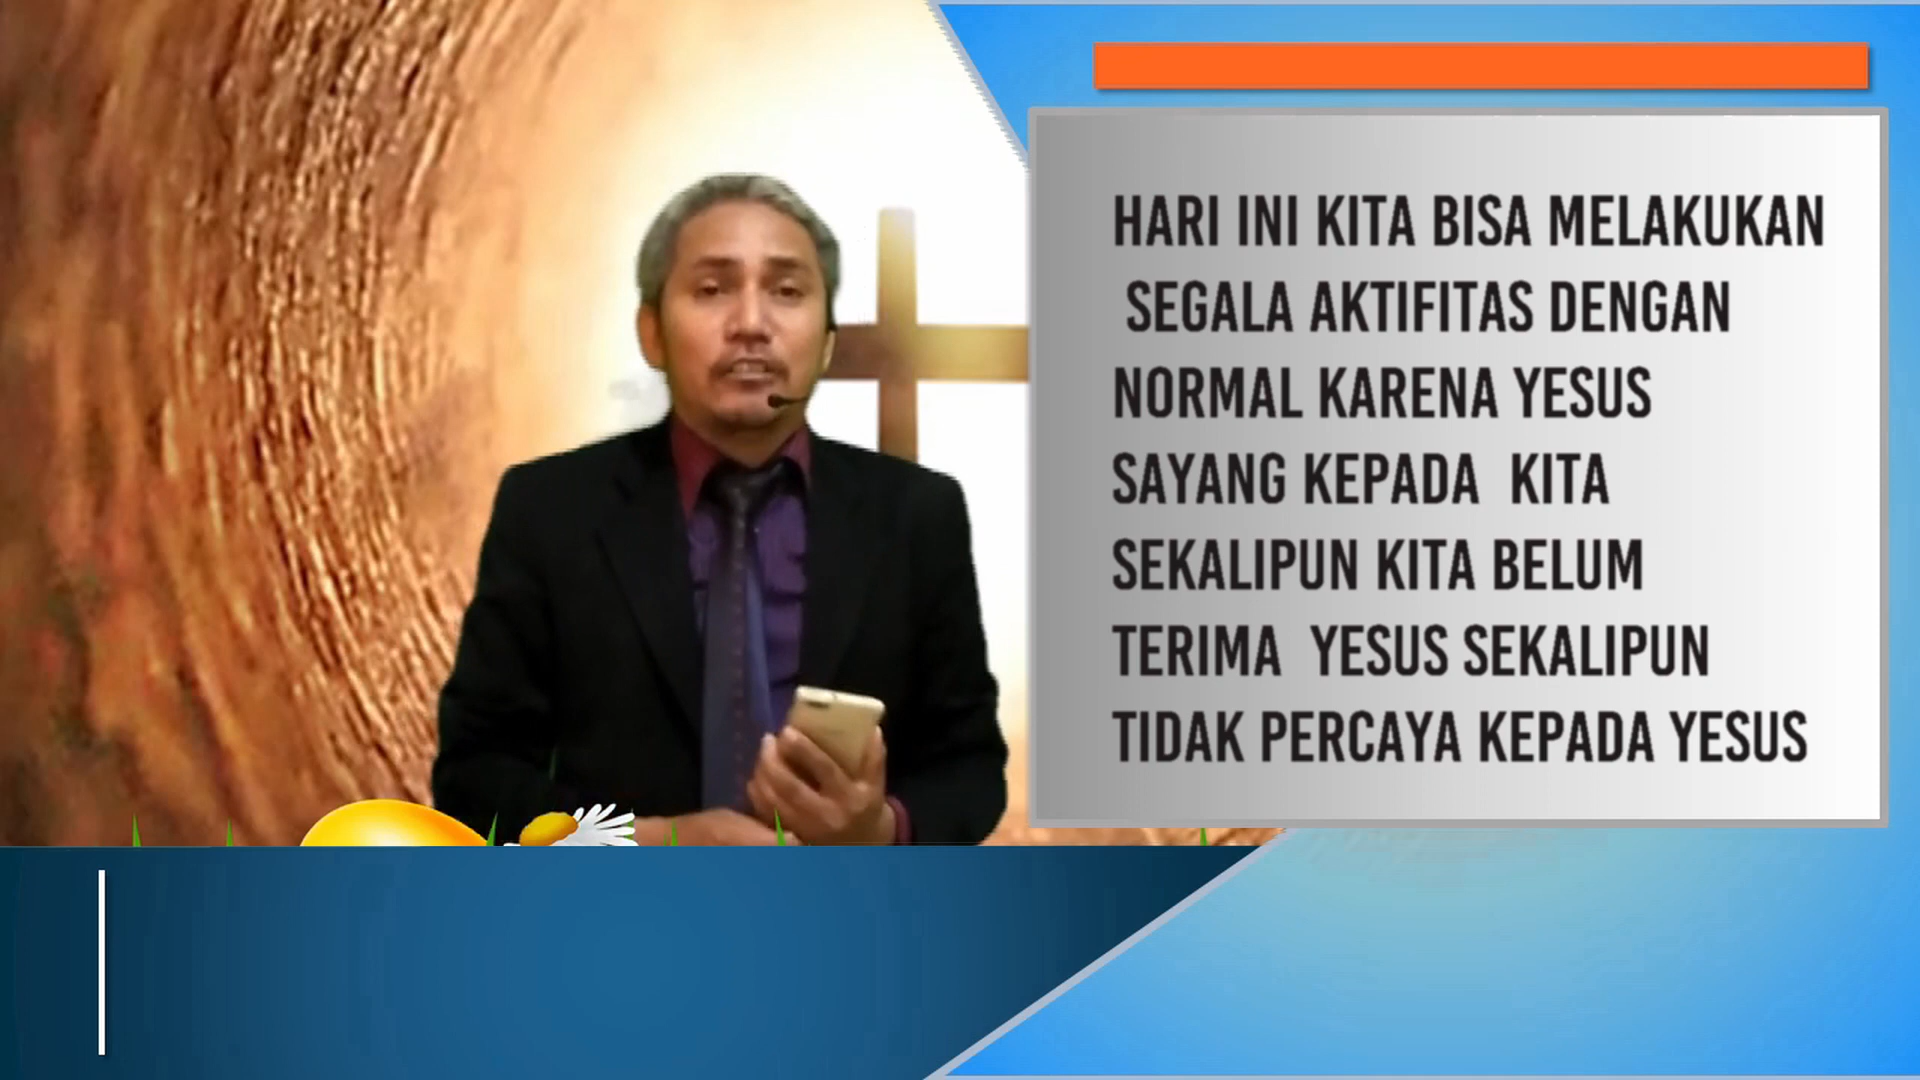 HARI INI KITA BISA MELAKUKAN
SEGALA AKTIFITAS DENGAN
NORMAL KARENA YESUS
SAYANG KEPADA KITA
SEKALIPUN KITA BELUM
TERIMA YESUS SEKALIPUN
TIDAK PERCAYA KEPADA YESUS